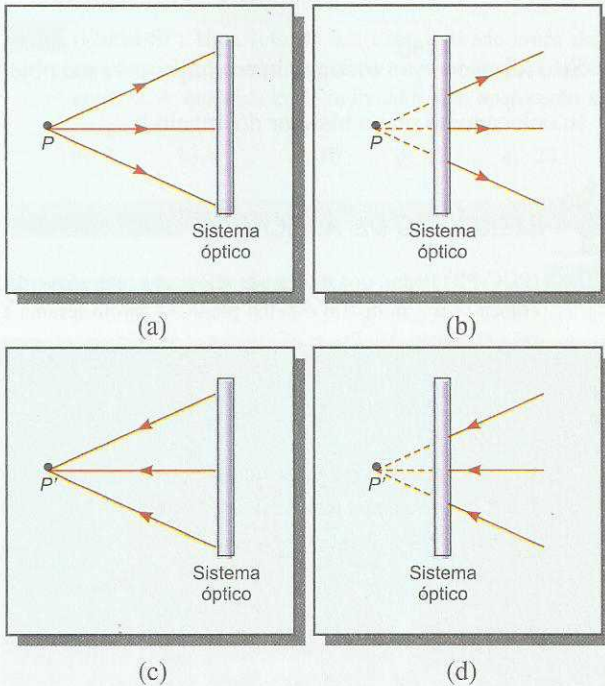 P
Sistema
óptico
(a)
P
Sistema
óptico
(b)
P'
Sistema
óptico
(c)
P'
Sistema
óptico
(d)